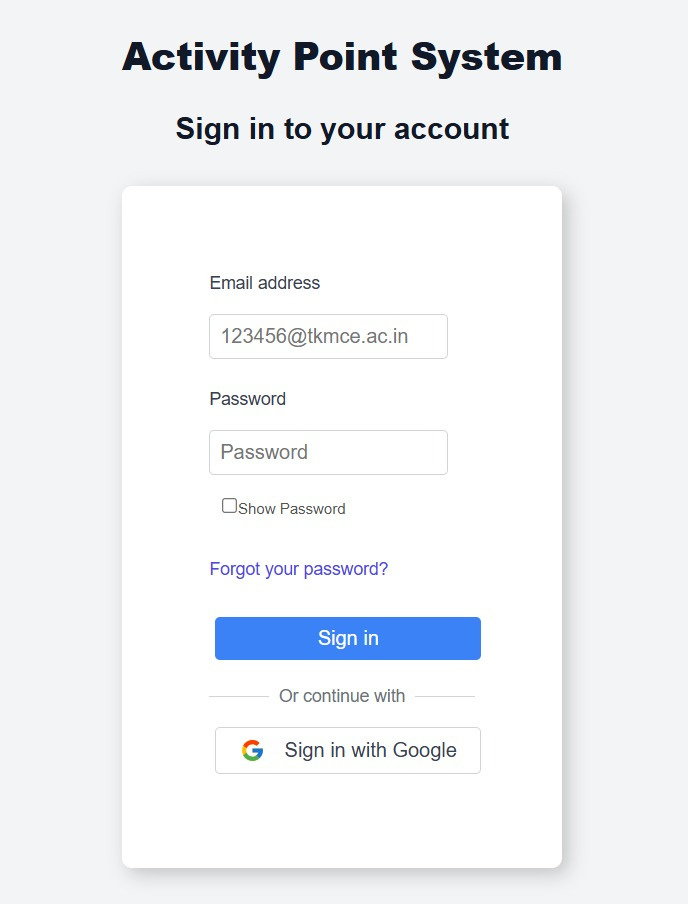 Activity Point System
Sign in to your account
Email address
123456@tkmce.ac.in
Password
Password
Show Password
Forgot your password?
Sign in
Or continue with
Sign in with Google